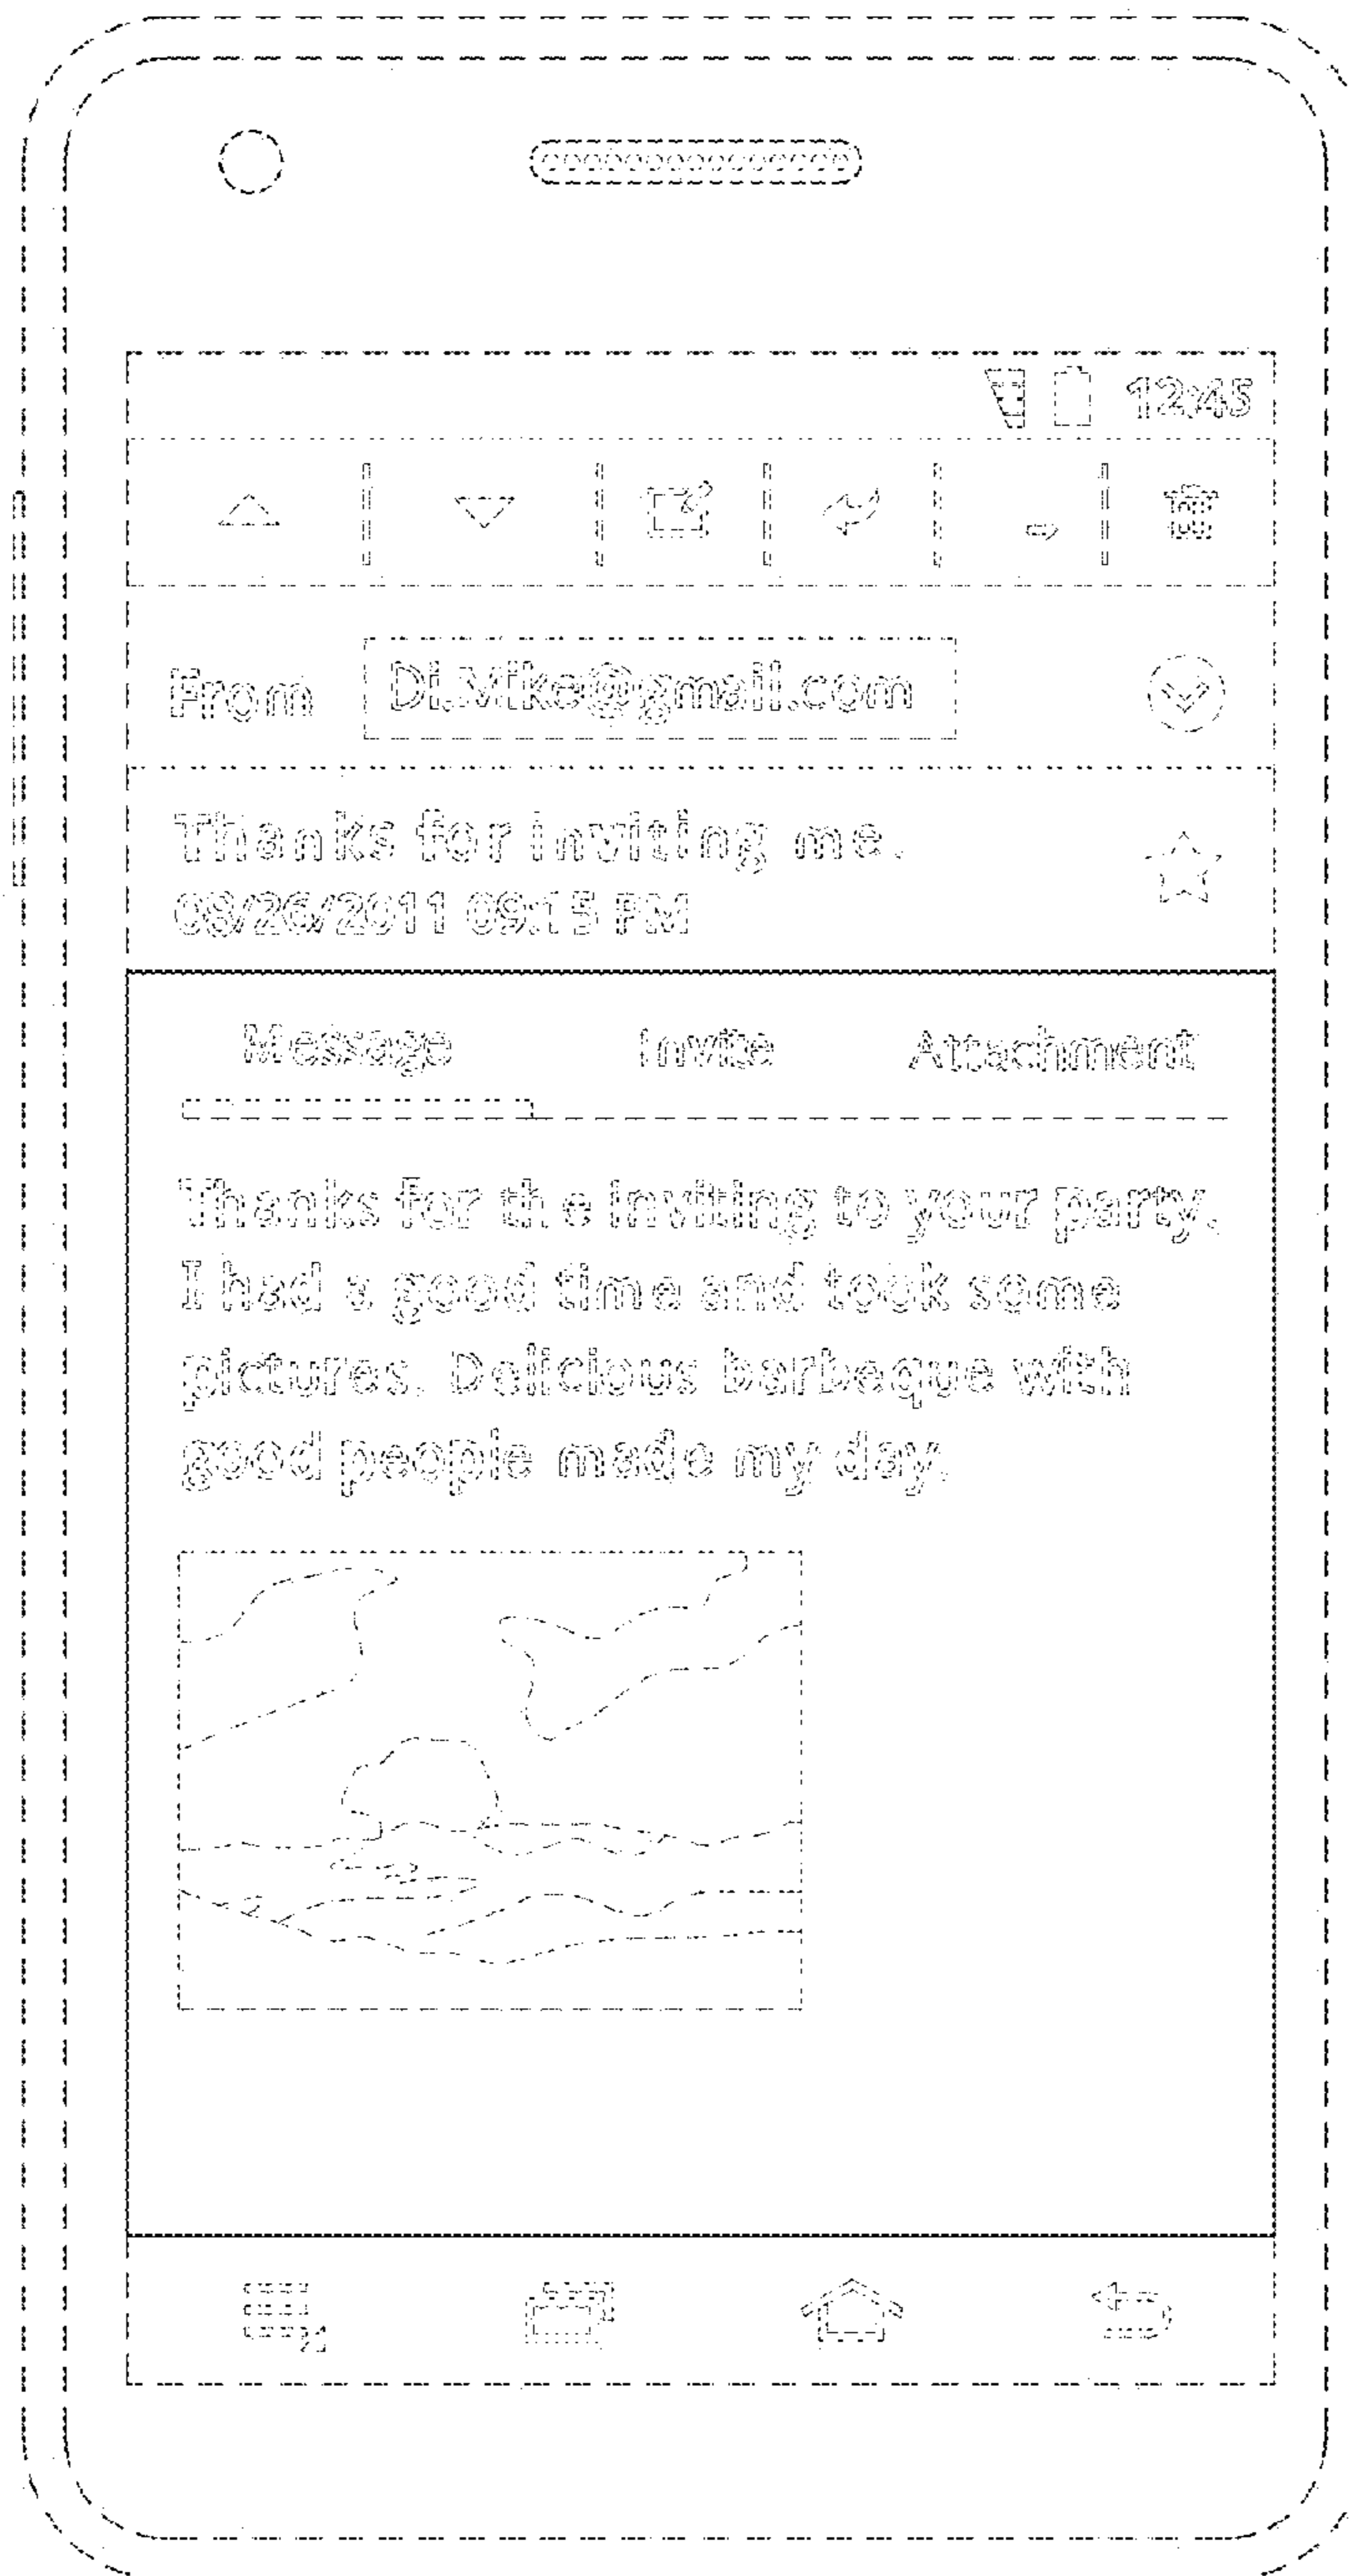 12:45
From Di.Mike@gmail.com
Thanks for inviting me.
08/26/2011 09:15 PM
Message Invite Attachment
Thanks for the inviting to your party.
I had a good time and took some
pictures. Delicious barbeque with
good people made my day.